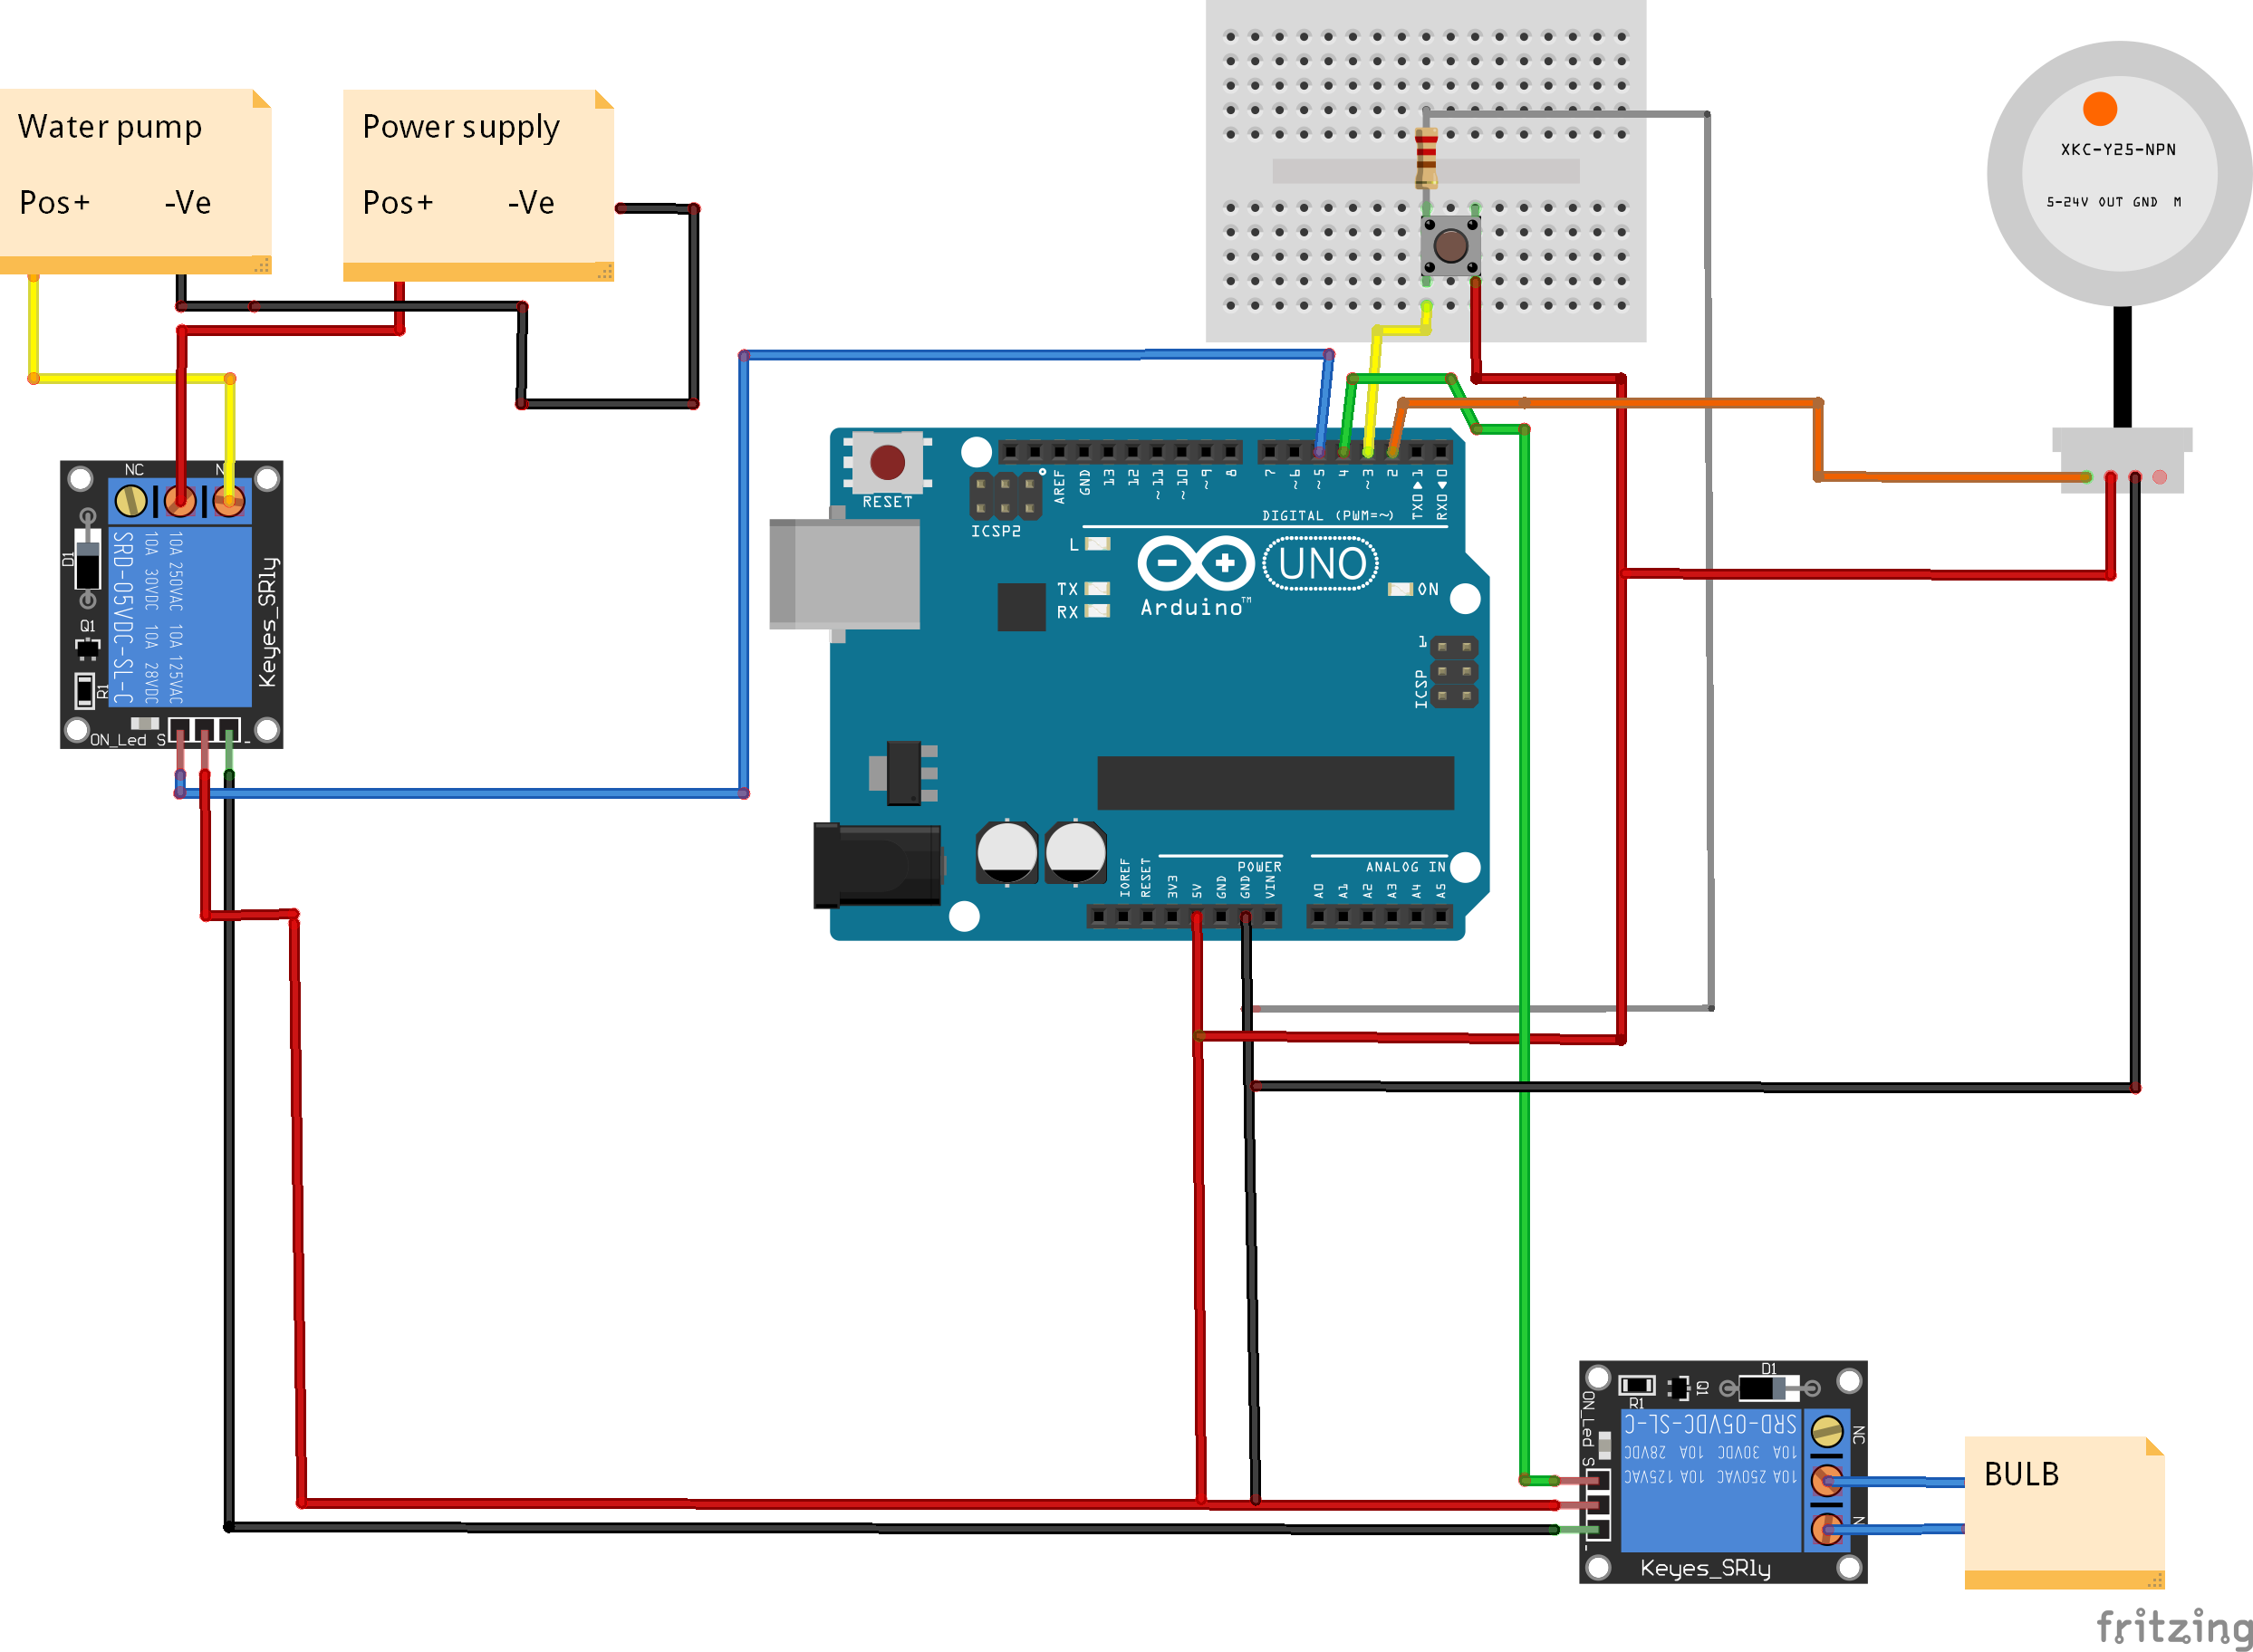 Water pump
Pos+ -Ve
Power supply
Pos+ -Ve
XKC-Y25-NPN
5-24V OUT GND M
NC
N
D1
Q1
R1
SRD-05VDC-SL-C
10A 30VDC 10A 28VDC
10A 250VAC 10A 125VAC
Keyes_SRly
ON_Led S
-
RESET
ICSP2
AREF
GND
13
12
~11
~10
~9
8
7
~6
~5
4
~3
2
TX0▶1
RX0◀0
DIGITAL (PWM=~)
L
TX
RX
UNO
Arduino™
ON
1
ICSP
IOREF
RESET
3V3
5V
GND
GND
VIN
POWER
ANALOG IN
A0
A1
A2
A3
A4
A5
D1
Q1
R1
ON_Led S
-
SRD-05VDC-SL-C
10A 30VDC 10A 28VDC
10A 250VAC 10A 125VAC
NC
N
Keyes_SRly
BULB
fritzing